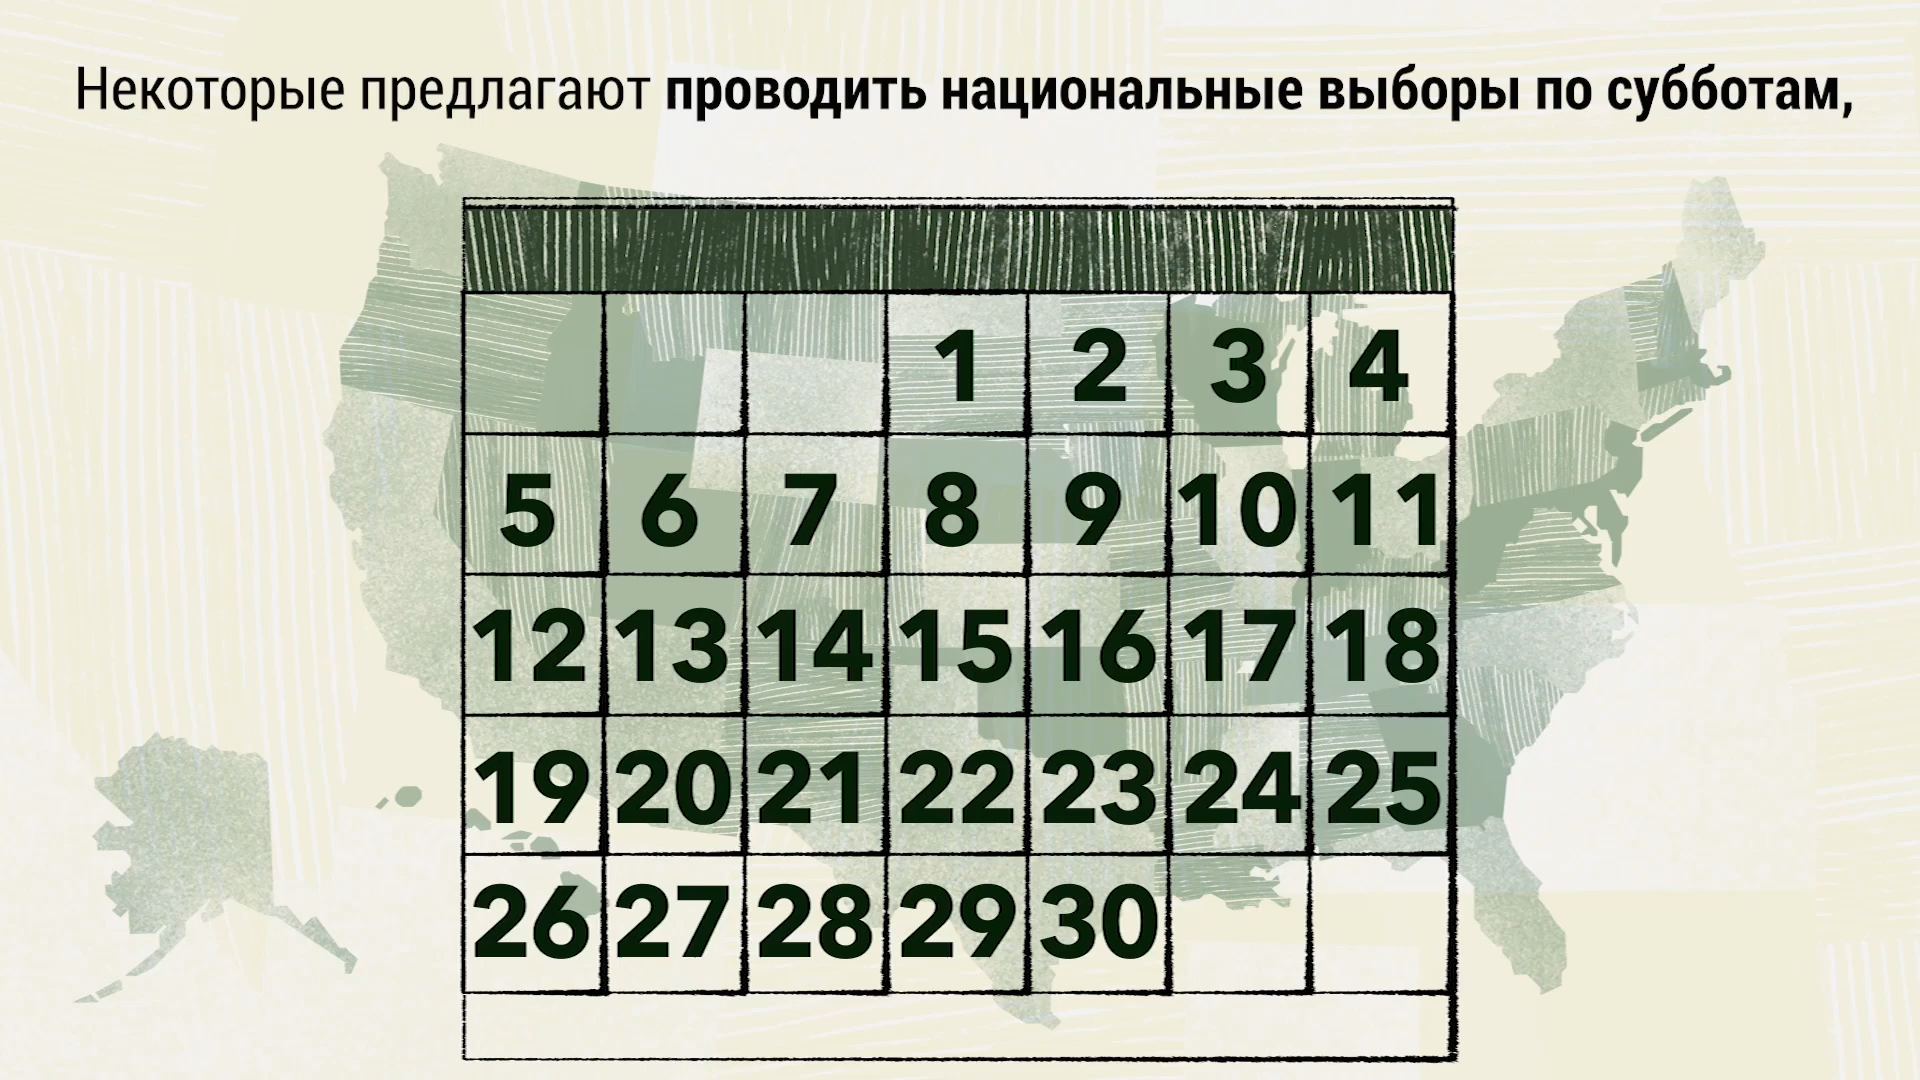 Некоторые предлагают проводить национальные выборы по субботам,
1 2 3 4
5 6 7 8 9 10 11
12 13 14 15 16 17 18
19 20 21 22 23 24 25
26 27 28 29 30